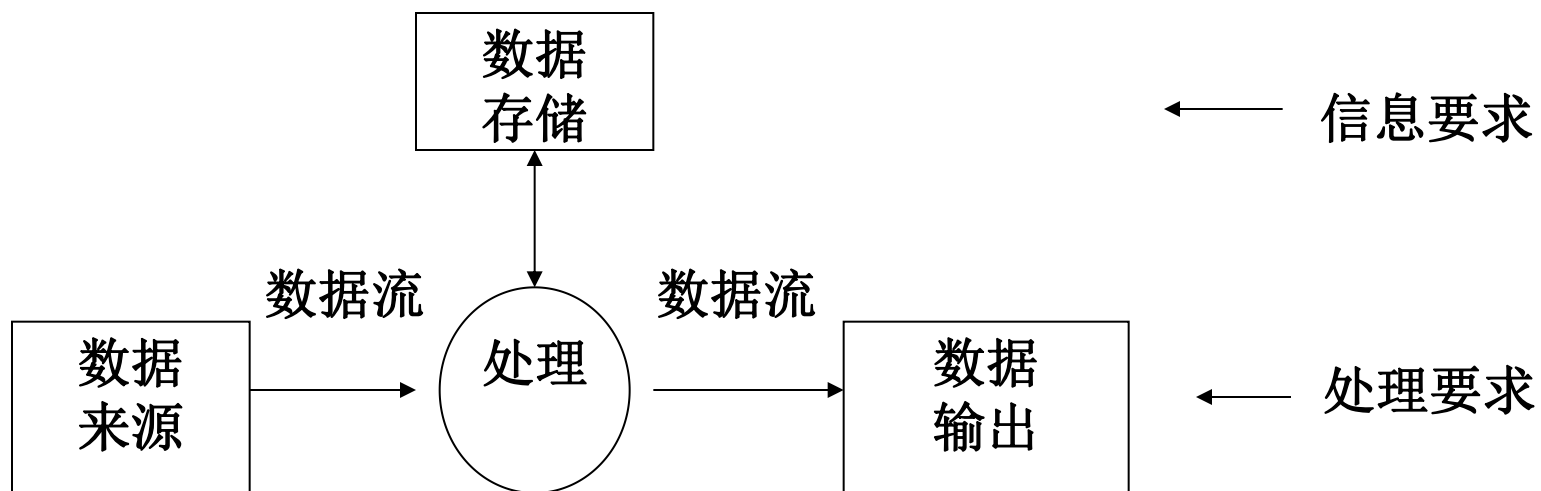 数据
存储
信息要求
数据流
数据流
数据
来源
处理
数据
输出
处理要求